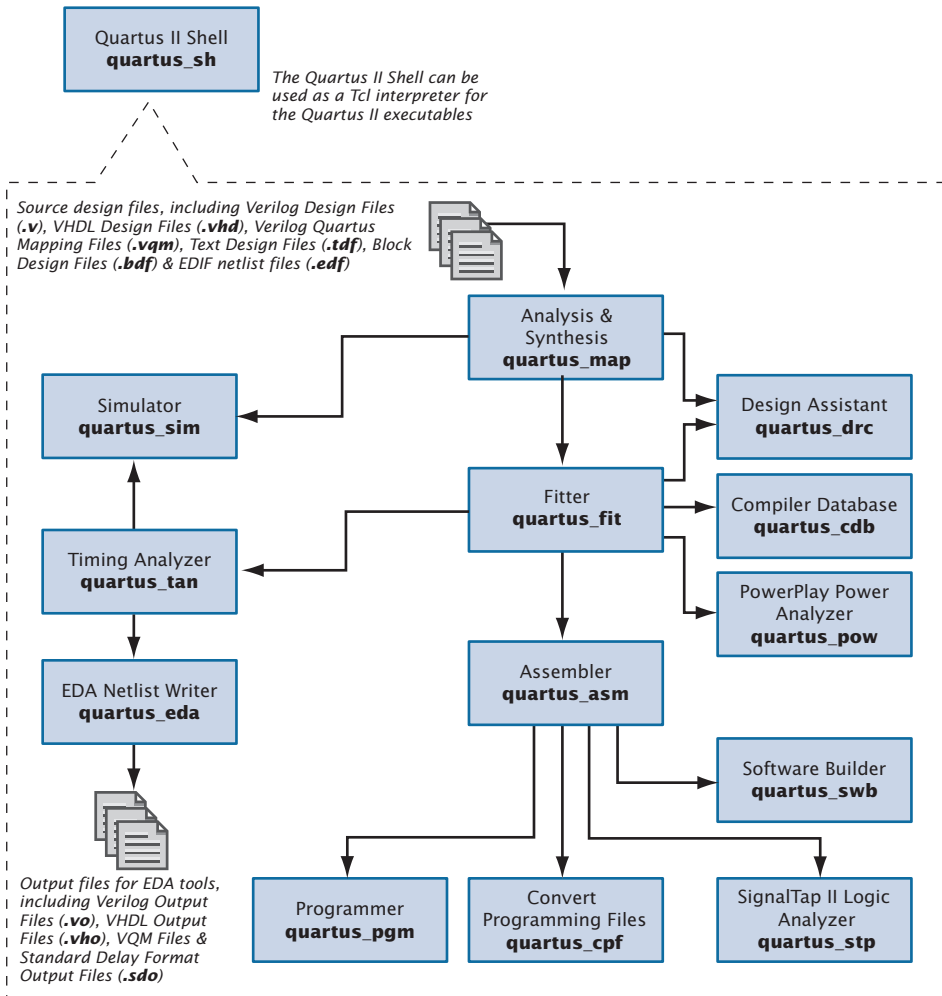 Quartus II Shell
quartus_sh
The Quartus II Shell can be
used as a Tcl interpreter for
the Quartus II executables
Source design files, including Verilog Design Files
(.v), VHDL Design Files (.vhd), Verilog Quartus
Mapping Files (.vqm), Text Design Files (.tdf), Block
Design Files (.bdf) & EDIF netlist files (.edf)
Analysis &
Synthesis
quartus_map
Simulator
quartus_sim
Design Assistant
quartus_drc
Fitter
quartus_fit
Compiler Database
quartus_cdb
Timing Analyzer
quartus_tan
PowerPlay Power
Analyzer
quartus_pow
EDA Netlist Writer
quartus_eda
Assembler
quartus_asm
Software Builder
quartus_swb
Output files for EDA tools,
including Verilog Output
Files (.vo), VHDL Output
Files (.vho), VQM Files &
Standard Delay Format
Output Files (.sdo)
Programmer
quartus_pgm
Convert
Programming Files
quartus_cpf
SignalTap II Logic
Analyzer
quartus_stp